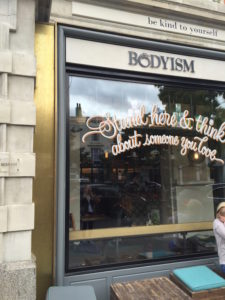 be kind to yourself
BODYISM
Stand here & think
about someone you love